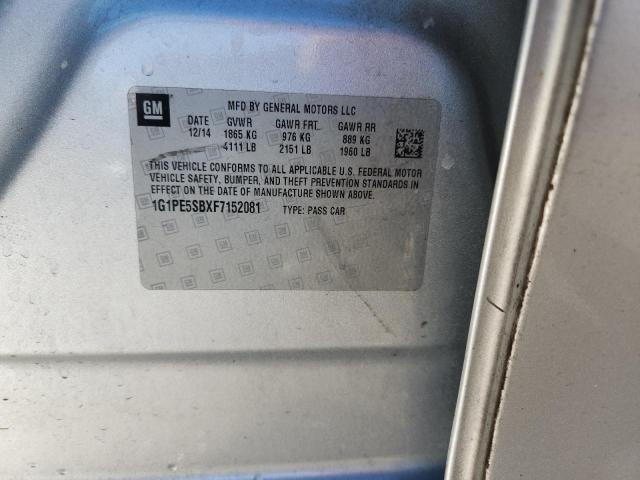 GM
MFD BY GENERAL MOTORS LLC
DATE GVWR GAWR FRT GAWR RR
12/14 1865 KG 976 KG 889 KG
4111 LB 2151 LB 1960 LB
THIS VEHICLE CONFORMS TO ALL APPLICABLE U.S. FEDERAL MOTOR
VEHICLE SAFETY, BUMPER, AND THEFT PREVENTION STANDARDS IN
EFFECT ON THE DATE OF MANUFACTURE SHOWN ABOVE.
1G1PE5SBXF7152081 TYPE: PASS CAR